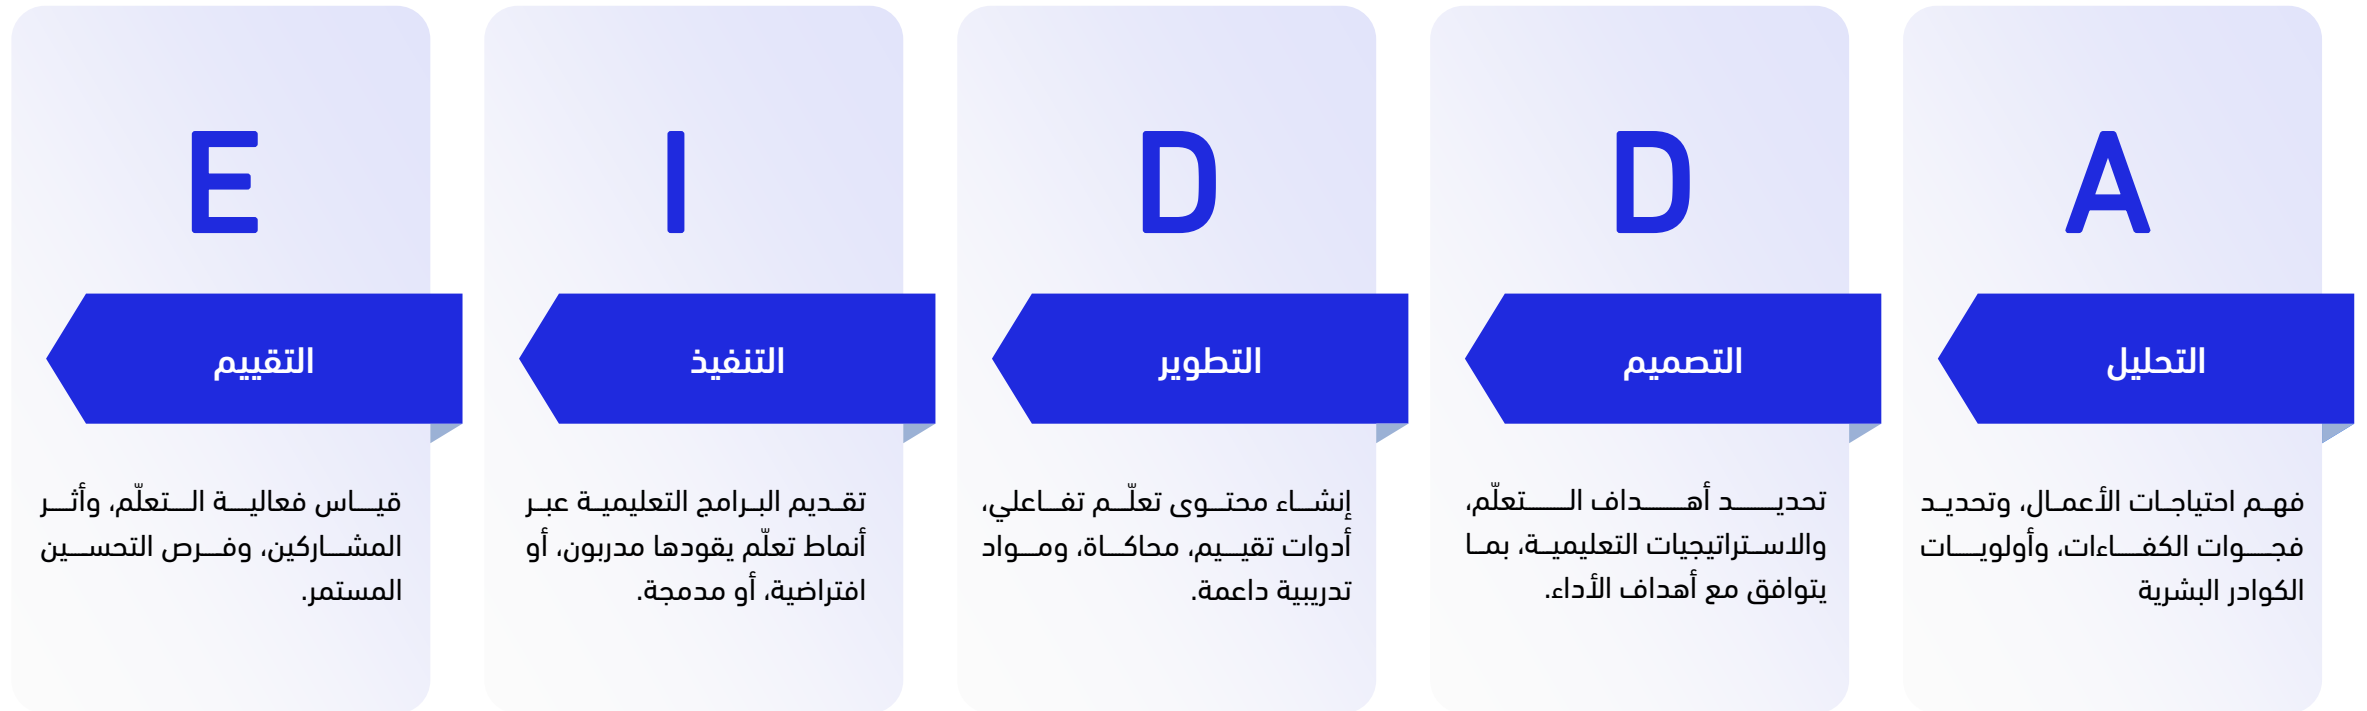 A
التحليل
فهم احتياجات الأعمال، وتحديد
فجوات الكفاءات، وأولويات
الكوادر البشرية
D
التصميم
تحديد أهداف التعلّم،
والاستراتيجيات التعليمية، بما
يتوافق مع أهداف الأداء.
D
التطوير
إنشاء محتوى تعلّم تفاعلي،
أدوات تقييم، محاكاة، ومواد
تدريبية داعمة.
I
التنفيذ
تقديم البرامج التعليمية عبر
أنماط تعلّم يقودها مدربون، أو
افتراضية، أو مدمجة.
E
التقييم
قياس فعالية التعلّم، وأثر
المشاركين، وفرص التحسين
المستمر.